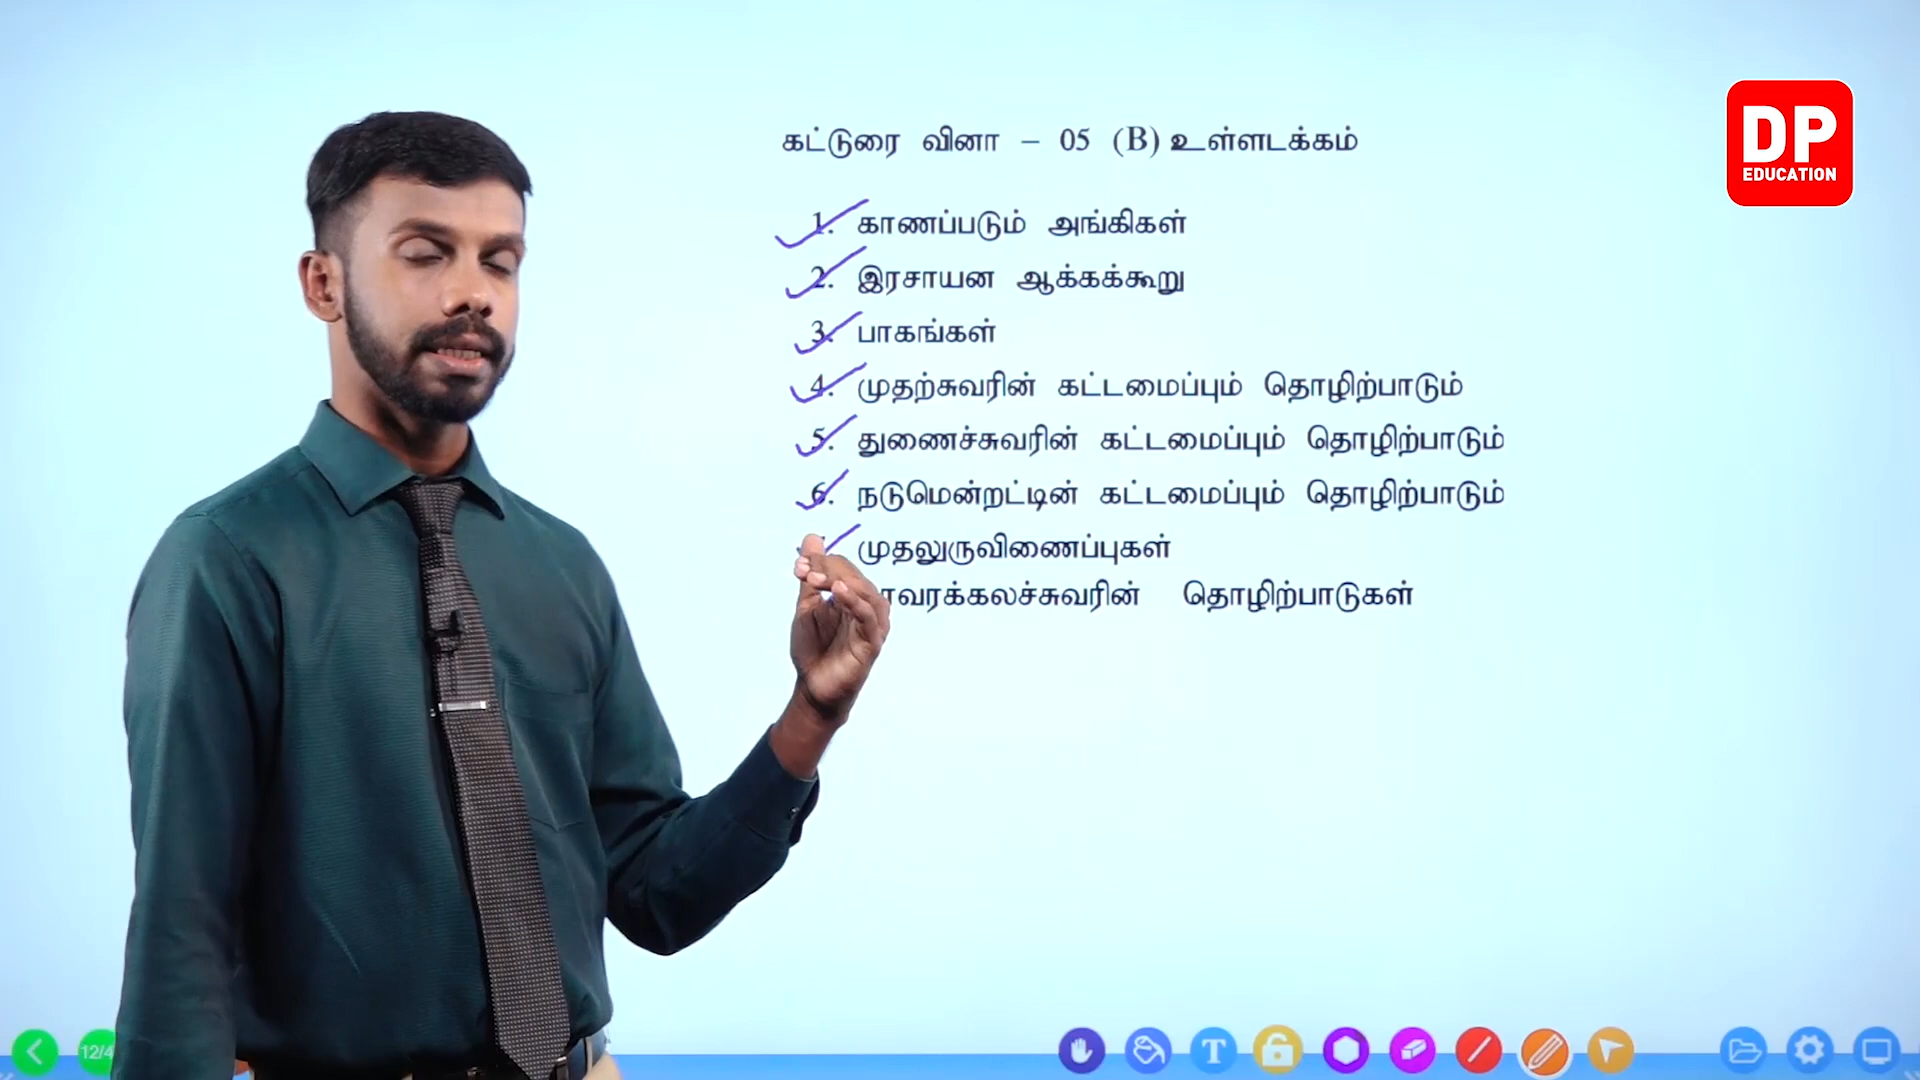 DP
EDUCATION
கட்டுரை வினா – 05 (B) உள்ளடக்கம்
1. காணப்படும் அங்கிகள்
2. இரசாயன ஆக்கக்கூறு
3. பாகங்கள்
4. முதற்சுவரின் கட்டமைப்பும் தொழிற்பாடும்
5. துணைச்சுவரின் கட்டமைப்பும் தொழிற்பாடும்
6. நடுமென்றட்டின் கட்டமைப்பும் தொழிற்பாடும்
முதலுருவிணைப்புகள்
தொழிற்பாடுகள்
T